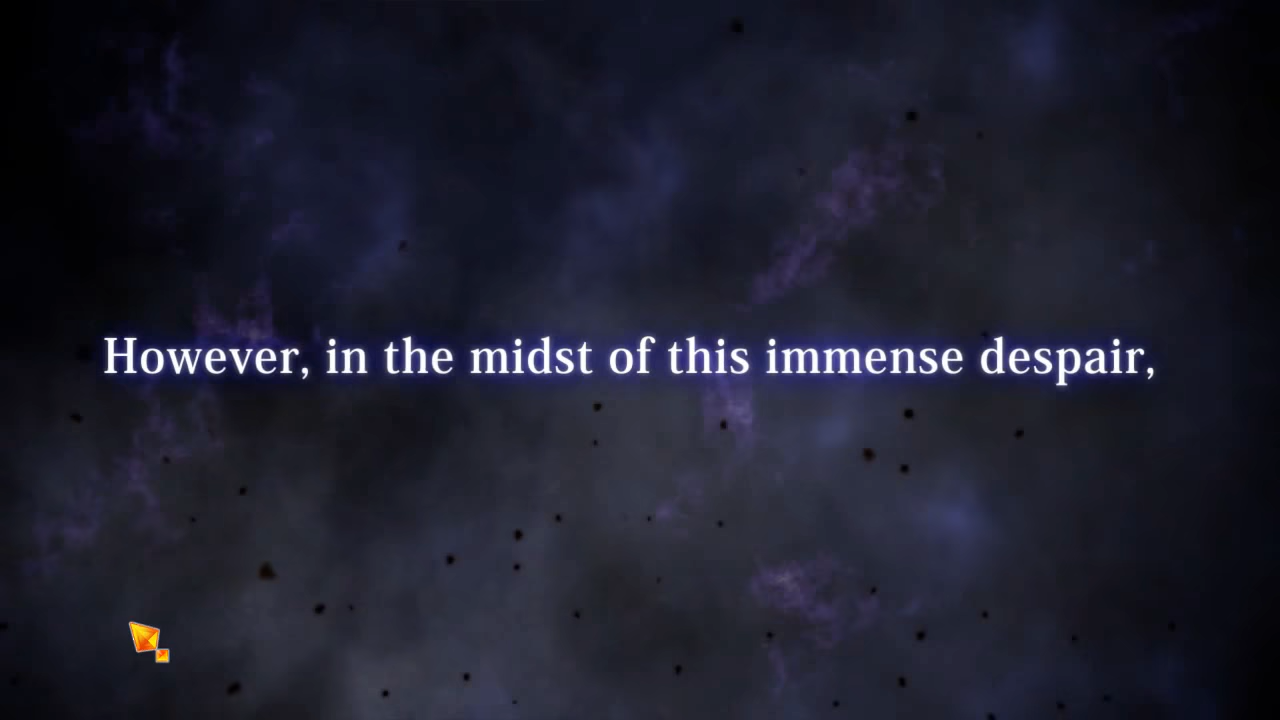 However, in the midst of this immense despair,